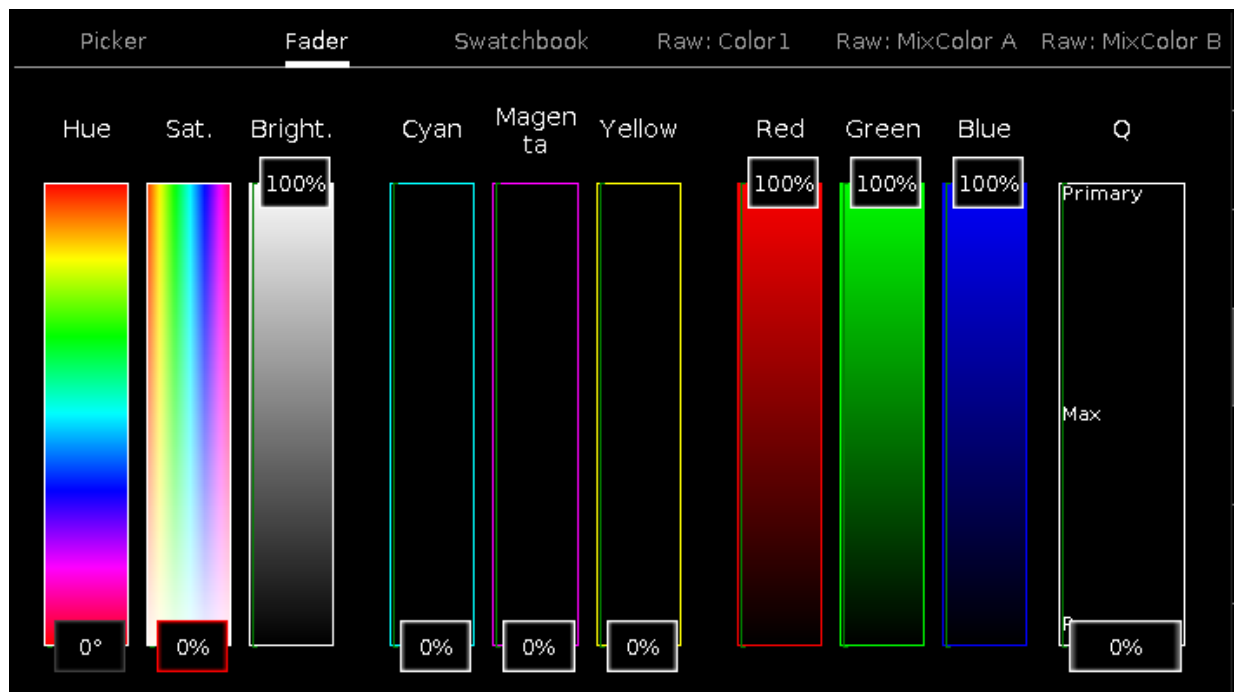 Picker Fader Swatchbook Raw: Color1 Raw: MixColor A Raw: MixColor B
Hue Sat. Bright. Cyan Magen
ta Yellow Red Green Blue Q
100% 100% 100% 100% Primary
Max
0° 0% 0% 0% 0% 0%